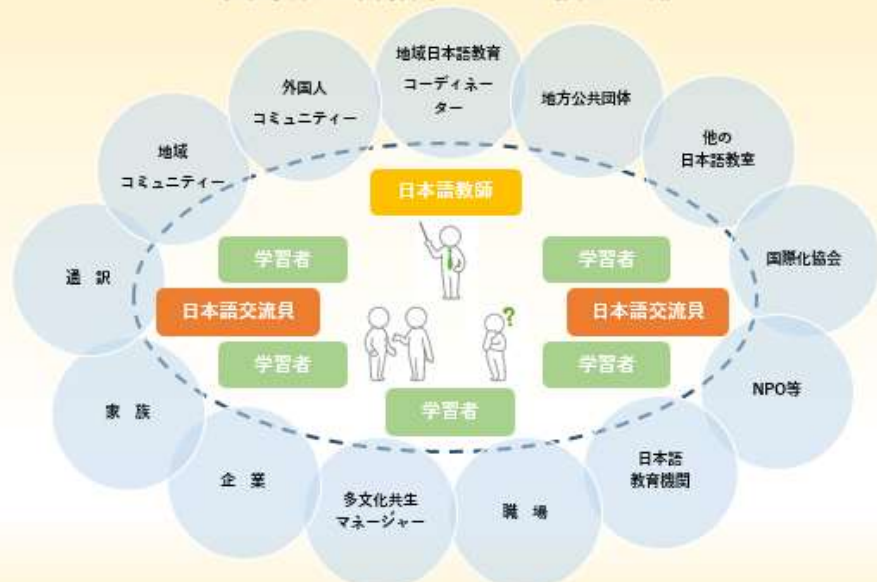 地域日本語教育
コーディネー
ター
外国人
コミュニティー
地方公共団体
地域
コミュニティー
他の
日本語教室
日本語教師
通　訳
学習者
学習者
国際化協会
日本語交流員
日本語交流員
学習者
学習者
家　族
学習者
NPO等
企　業
多文化共生
マネージャー
職　場
日本語
教育機関
?